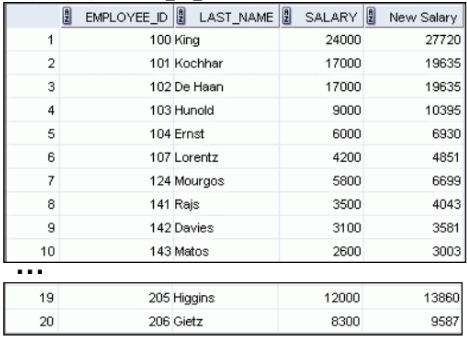 EMPLOYEE_ID LAST_NAME SALARY New Salary
1 100 King 24000 27720
2 101 Kochhar 17000 19635
3 102 De Haan 17000 19635
4 103 Hunold 9000 10395
5 104 Ernst 6000 6930
6 107 Lorentz 4200 4851
7 124 Mourgos 5800 6699
8 141 Rajs 3500 4043
9 142 Davies 3100 3581
10 143 Matos 2600 3003
...
19 205 Higgins 12000 13860
20 206 Gietz 8300 9587